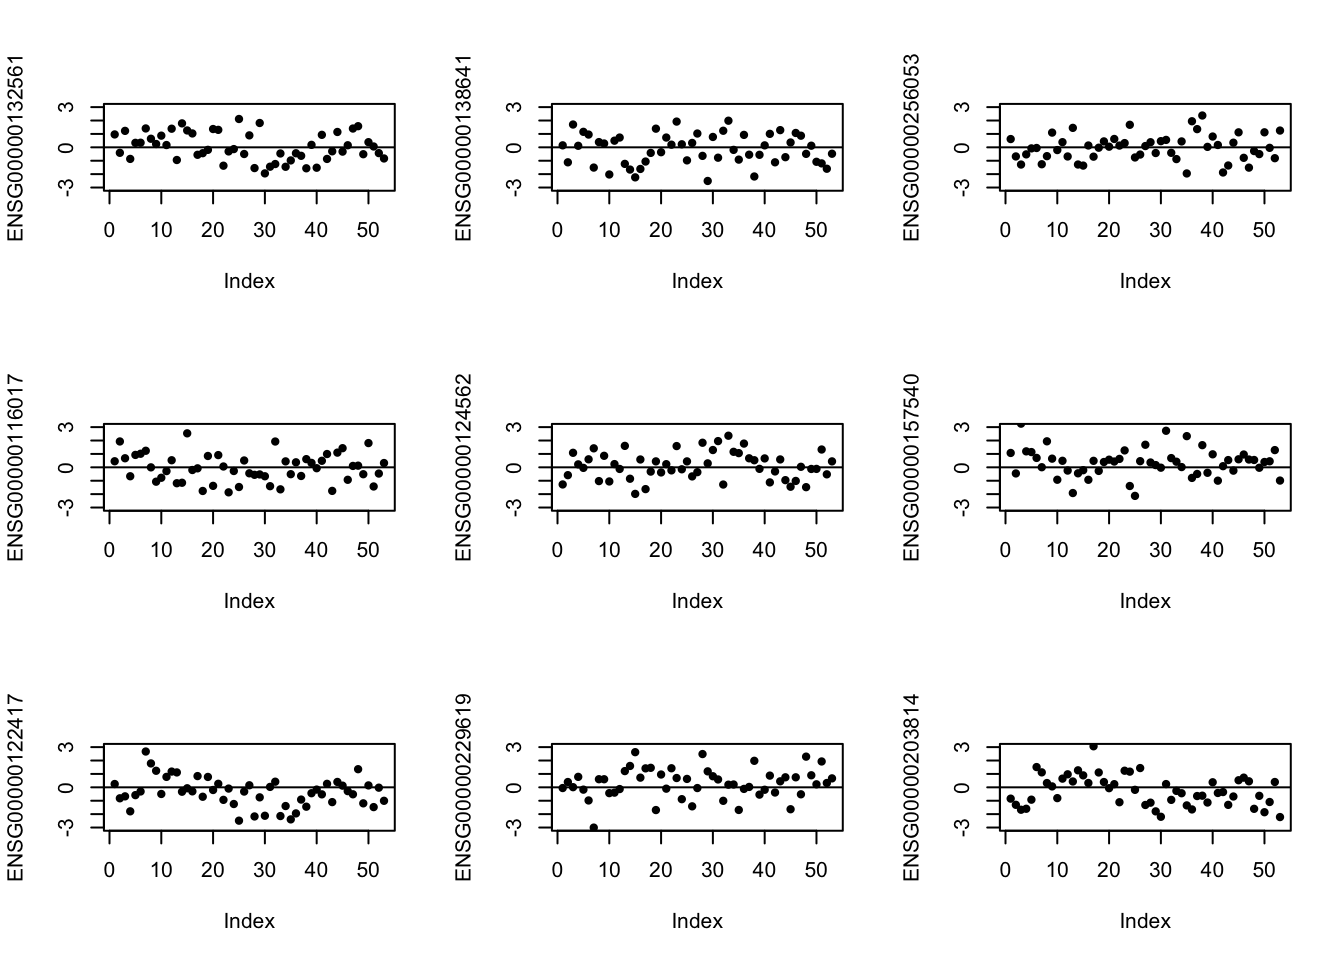 ENSG00000132561
3
0
-3
0 10 20 30 40 50
Index
ENSG00000138641
3
0
-3
0 10 20 30 40 50
Index
ENSG00000256053
3
0
-3
0 10 20 30 40 50
Index
ENSG00000116017
3
0
-3
0 10 20 30 40 50
Index
ENSG00000124562
3
0
-3
0 10 20 30 40 50
Index
ENSG00000157540
3
0
-3
0 10 20 30 40 50
Index
ENSG00000122417
3
0
-3
0 10 20 30 40 50
Index
ENSG00000229619
3
0
-3
0 10 20 30 40 50
Index
ENSG00000203814
3
0
-3
0 10 20 30 40 50
Index